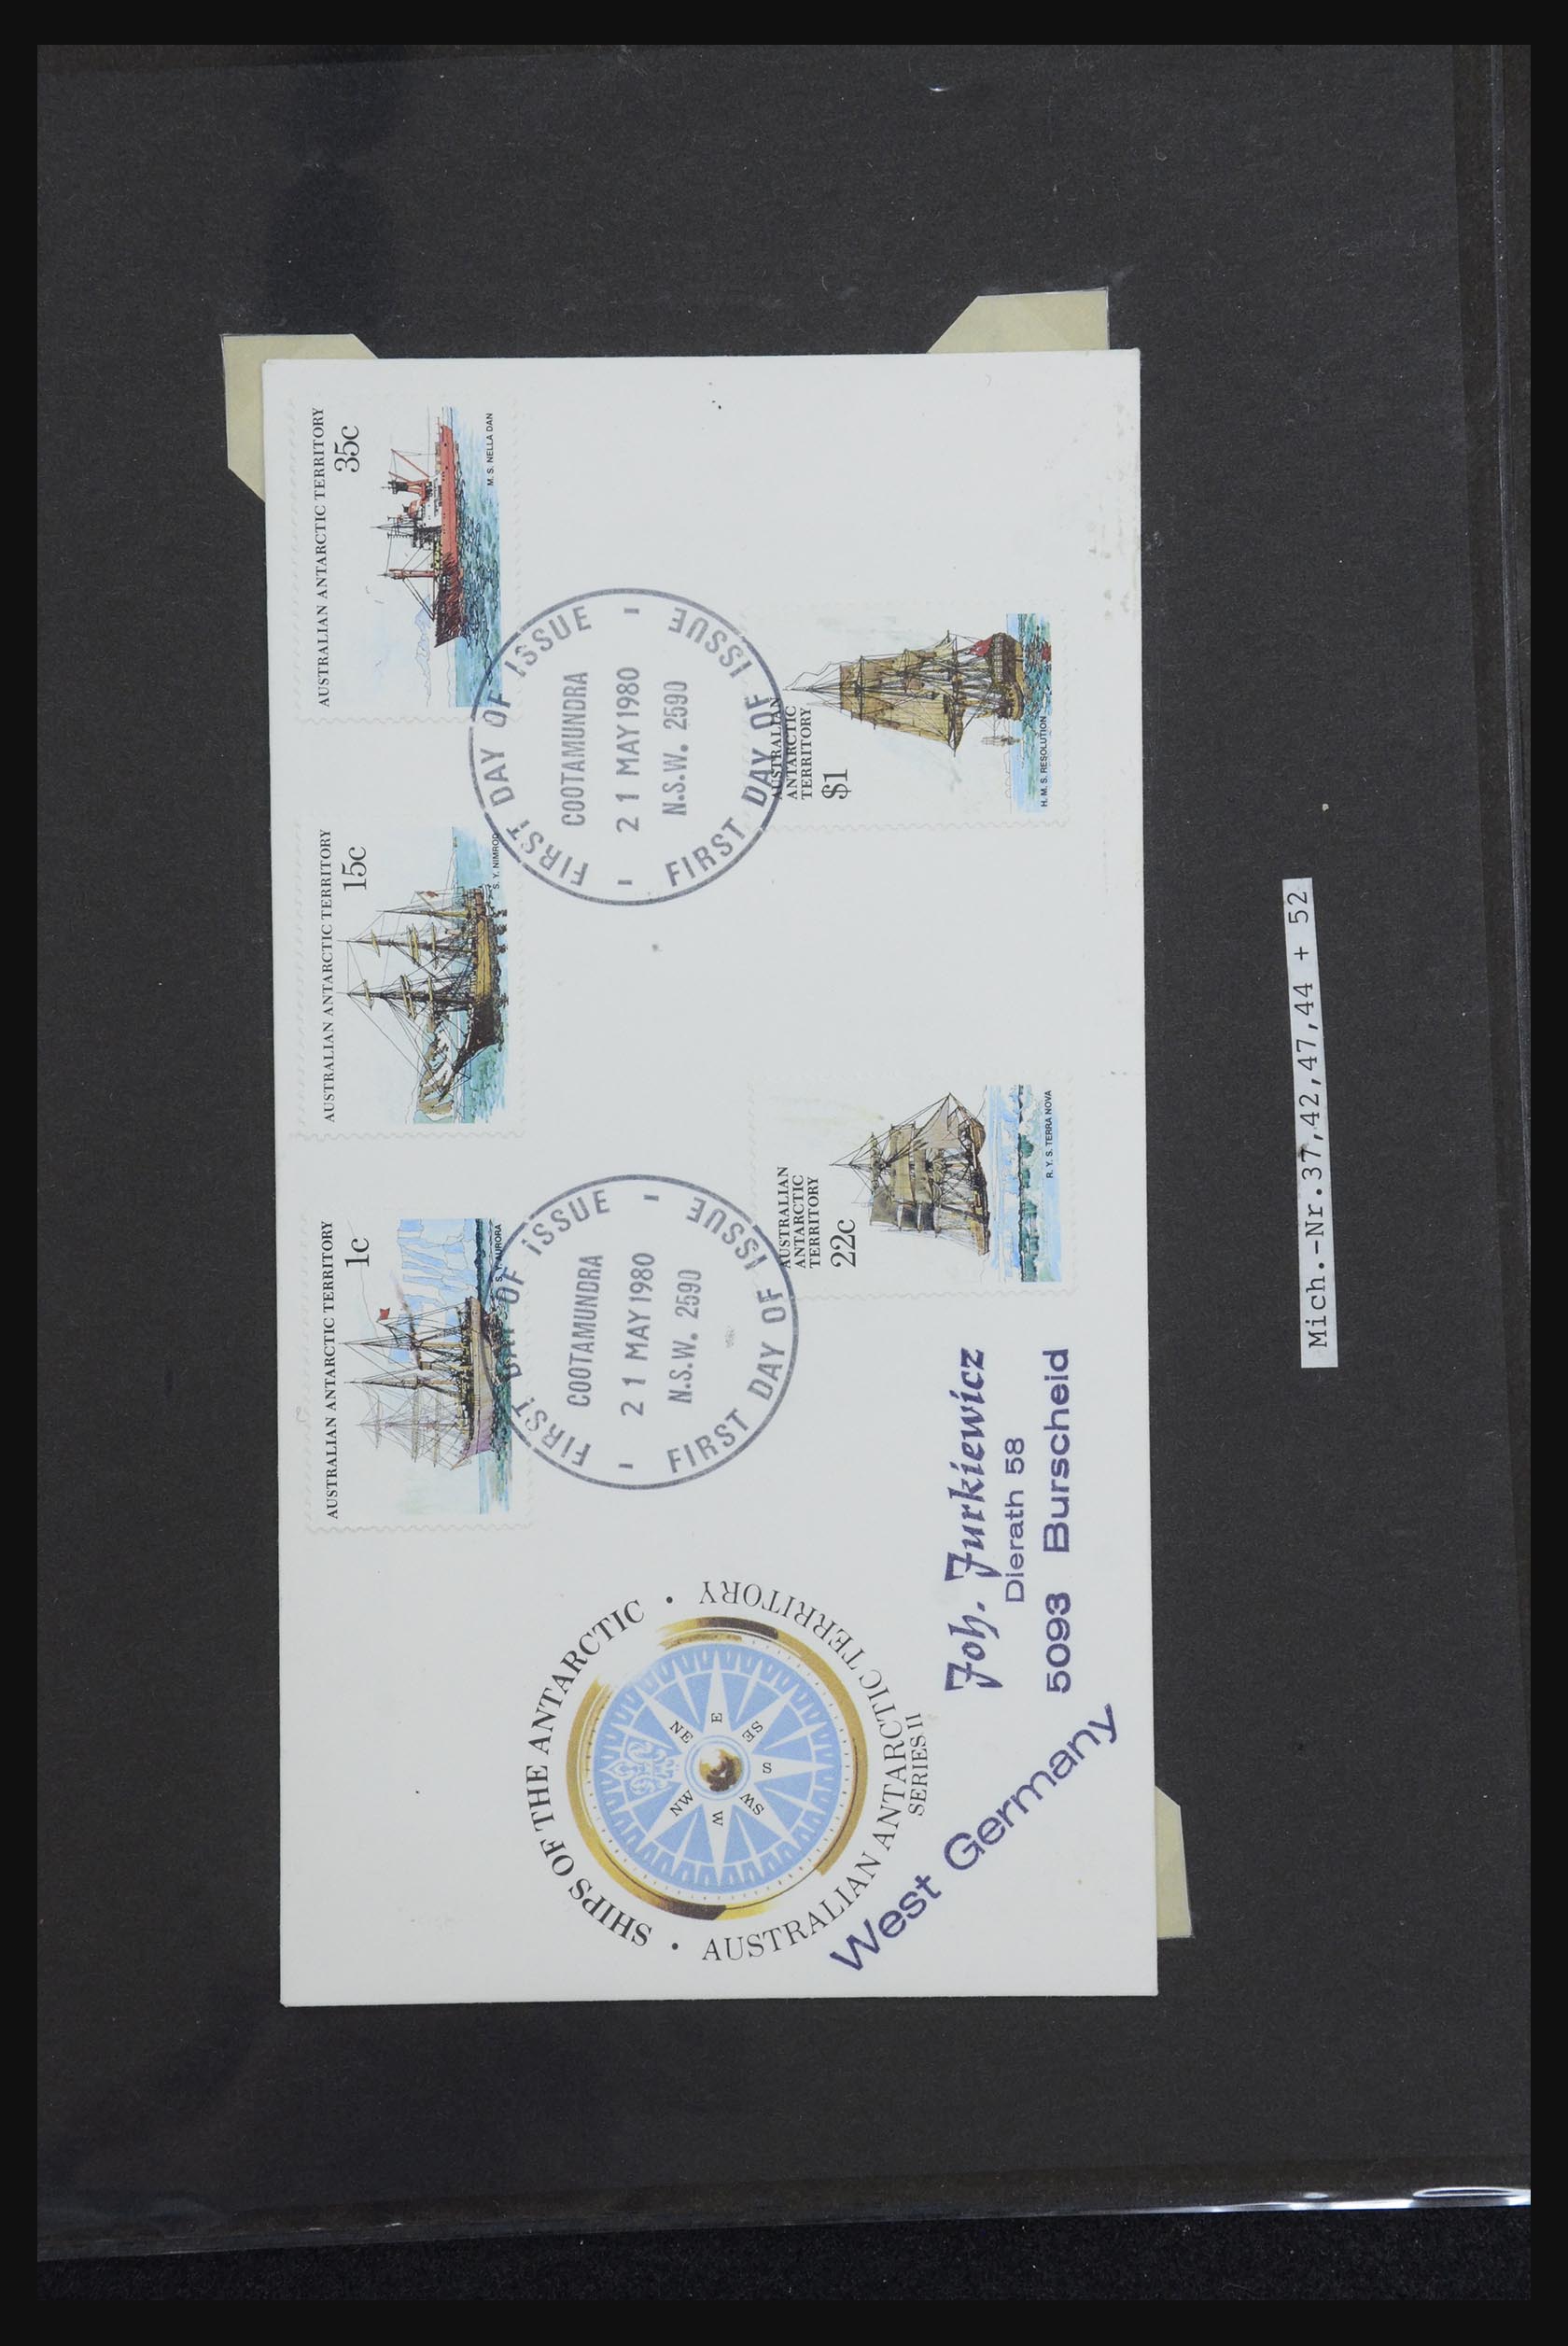 AUSTRALIAN ANTARCTIC TERRITORY
1c
S. Y. AURORA
AUSTRALIAN ANTARCTIC TERRITORY
15c
S. Y. NIMROD
AUSTRALIAN ANTARCTIC TERRITORY
35c
M. S. NELLA DAN
FIRST DAY OF ISSUE
COOTAMUNDRA
21 MAY 1980
N.S.W. 2590
FIRST DAY OF ISSUE
FIRST DAY OF ISSUE
COOTAMUNDRA
21 MAY 1980
N.S.W. 2590
FIRST DAY OF ISSUE
AUSTRALIAN
ANTARCTIC
TERRITORY
22c
R. Y. S. TERRA NOVA
AUSTRALIAN
ANTARCTIC
TERRITORY
$1
H. M. S. RESOLUTION
SHIPS OF THE ANTARCTIC
NW
NE
W
E
SW
S
SE
AUSTRALIAN ANTARCTIC TERRITORY
SERIES II
Joh. Jurkiewicz
Dierath 58
5093 Burscheid
West Germany
Mich.-Nr.37,42,47,44 + 52